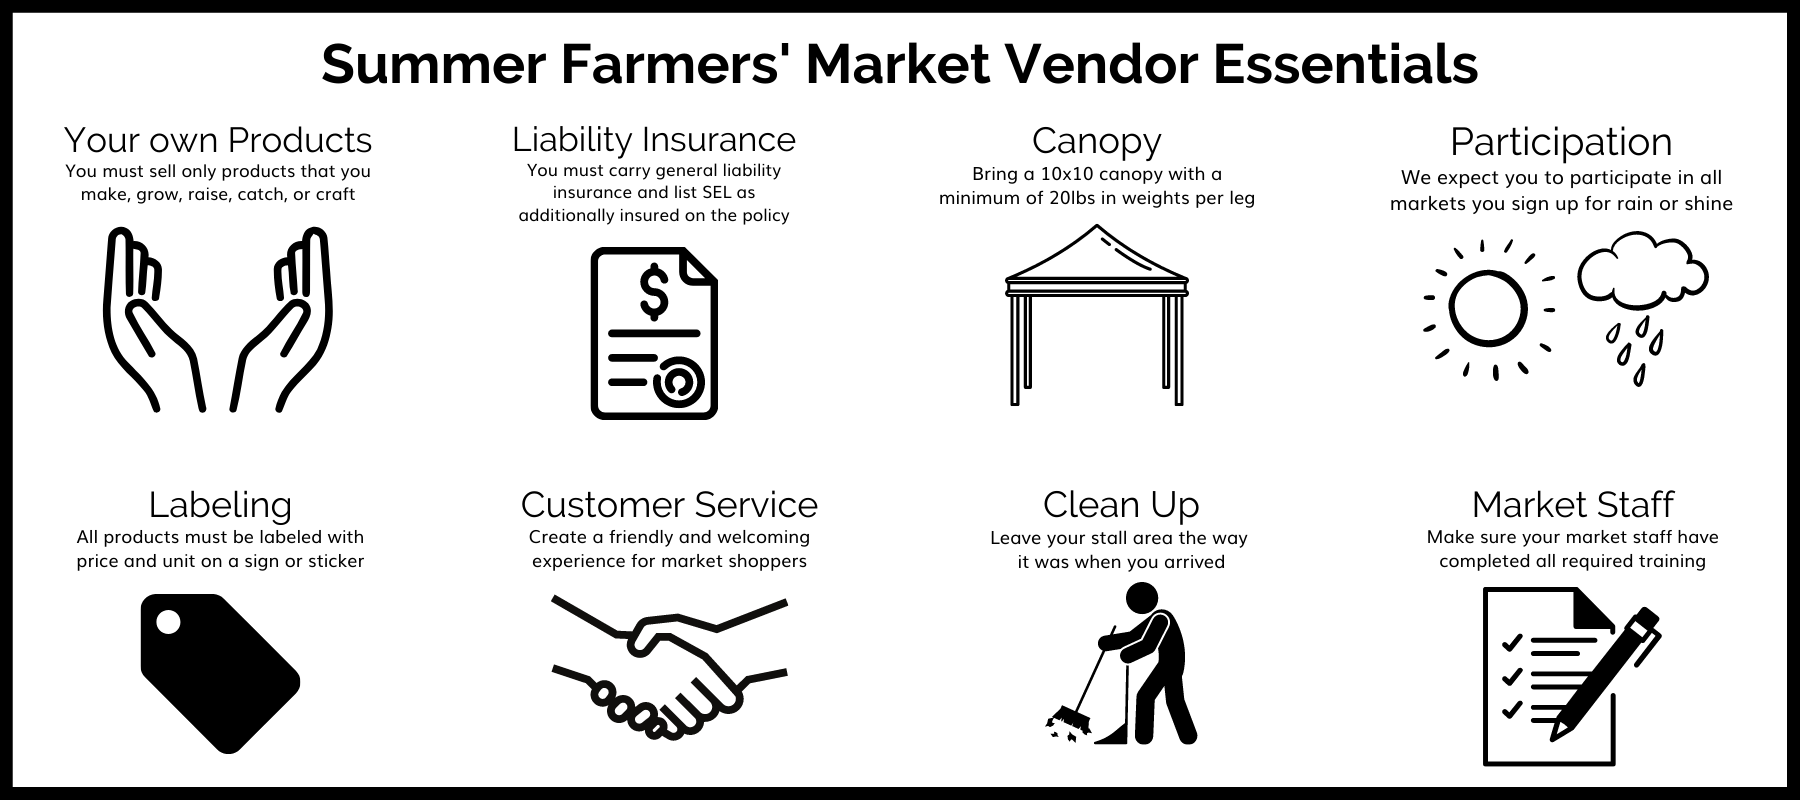 Summer Farmers' Market Vendor Essentials
Your own Products
You must sell only products that you
make, grow, raise, catch, or craft
Liability Insurance
You must carry general liability
insurance and list SEL as
additionally insured on the policy
Canopy
Bring a 10x10 canopy with a
minimum of 20lbs in weights per leg
Participation
We expect you to participate in all
markets you sign up for rain or shine
$
Labeling
All products must be labeled with
price and unit on a sign or sticker
Customer Service
Create a friendly and welcoming
experience for market shoppers
Clean Up
Leave your stall area the way
it was when you arrived
Market Staff
Make sure your market staff have
completed all required training